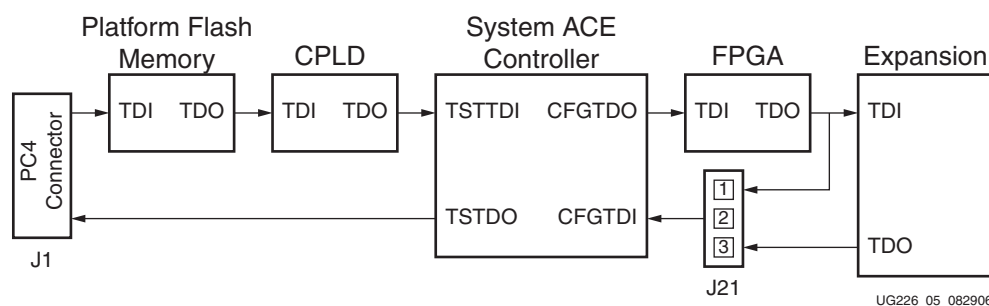 Platform Flash
Memory
CPLD
System ACE
Controller
FPGA
Expansion
PC4
Connector
J1
TDI TDO
TDI TDO
TSTTDI CFGTDO
TSTDO CFGTDI
TDI TDO
1
2
3
J21
TDI
TDO
UG226_05_082906